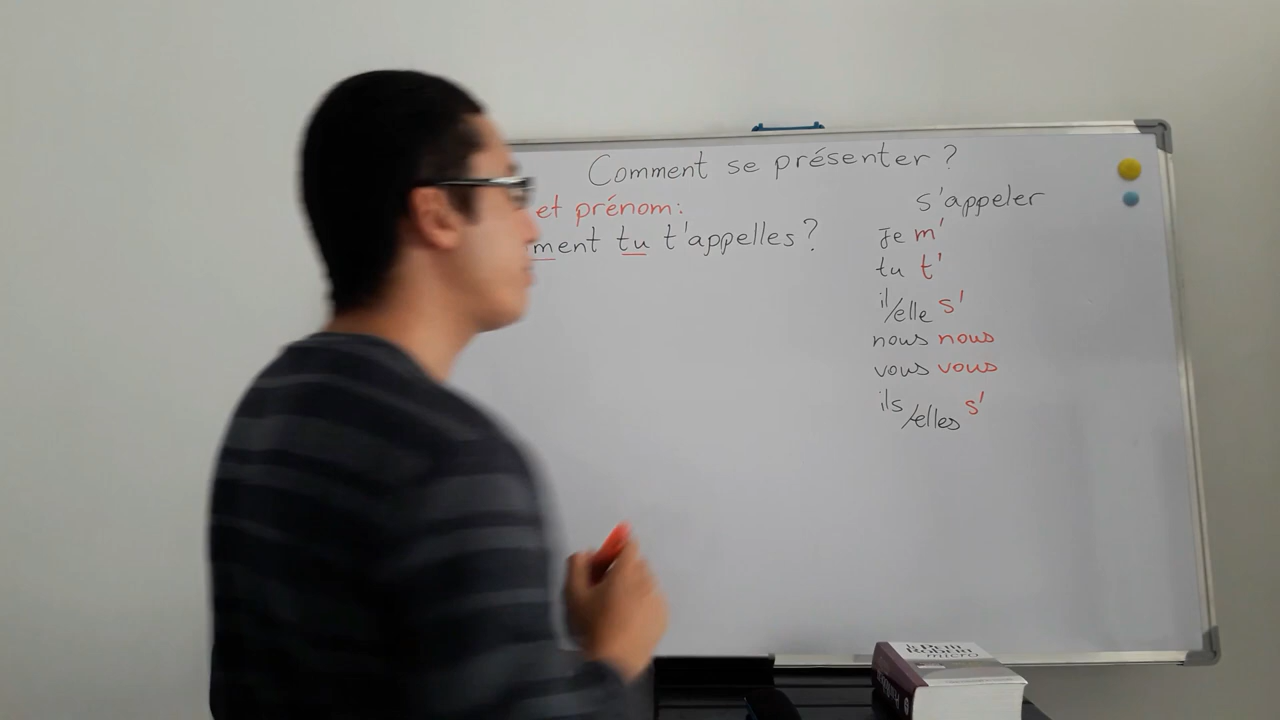 Comment se présenter ?
et prénom:
ment tu t'appelles ?
s'appeler
Je m'
tu t'
il/elle s'
nous nous
vous vous
ils/elles s'
micro